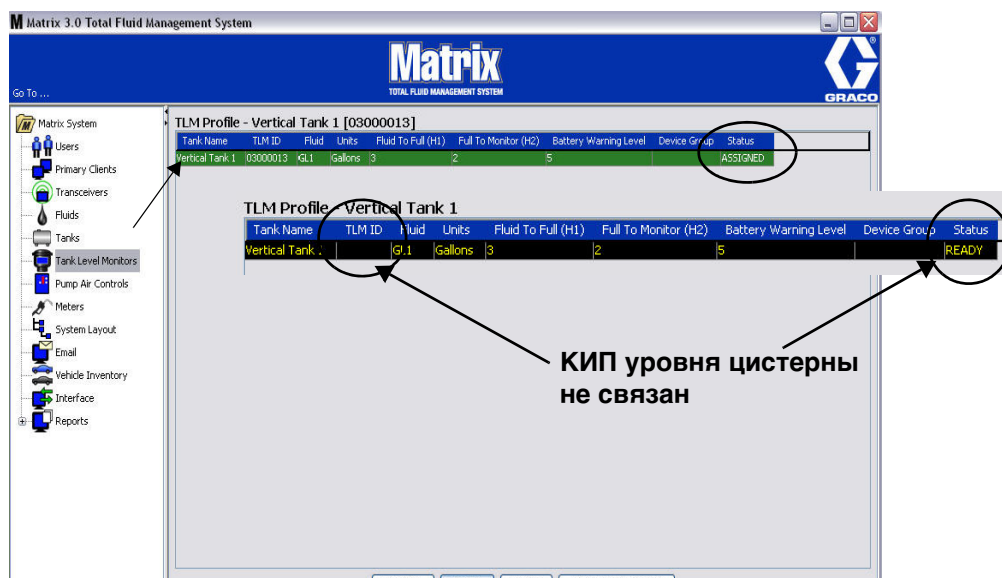 Matrix 3.0 Total Fluid Management System
Matrix
TOTAL FLUID MANAGEMENT SYSTEM
GRACO
Go To ...
Matrix System
Users
Primary Clients
Transceivers
Fluids
Tanks
Tank Level Monitors
Pump Air Controls
Meters
System Layout
Email
Vehicle Inventory
Interface
Reports
TLM Profile - Vertical Tank 1 [03000013]
Tank Name TLM ID Fluid Units Fluid To Full (H1) Full To Monitor (H2) Battery Warning Level Device Group Status
Vertical Tank 1 03000013 GL1 Gallons 3 2 5 ASSIGNED
TLM Profile - Vertical Tank 1
Tank Name TLM ID Fluid Units Fluid To Full (H1) Full To Monitor (H2) Battery Warning Level Device Group Status
Vertical Tank GL1 Gallons 3 2 5 READY
КИП уровня цистерны
не связан